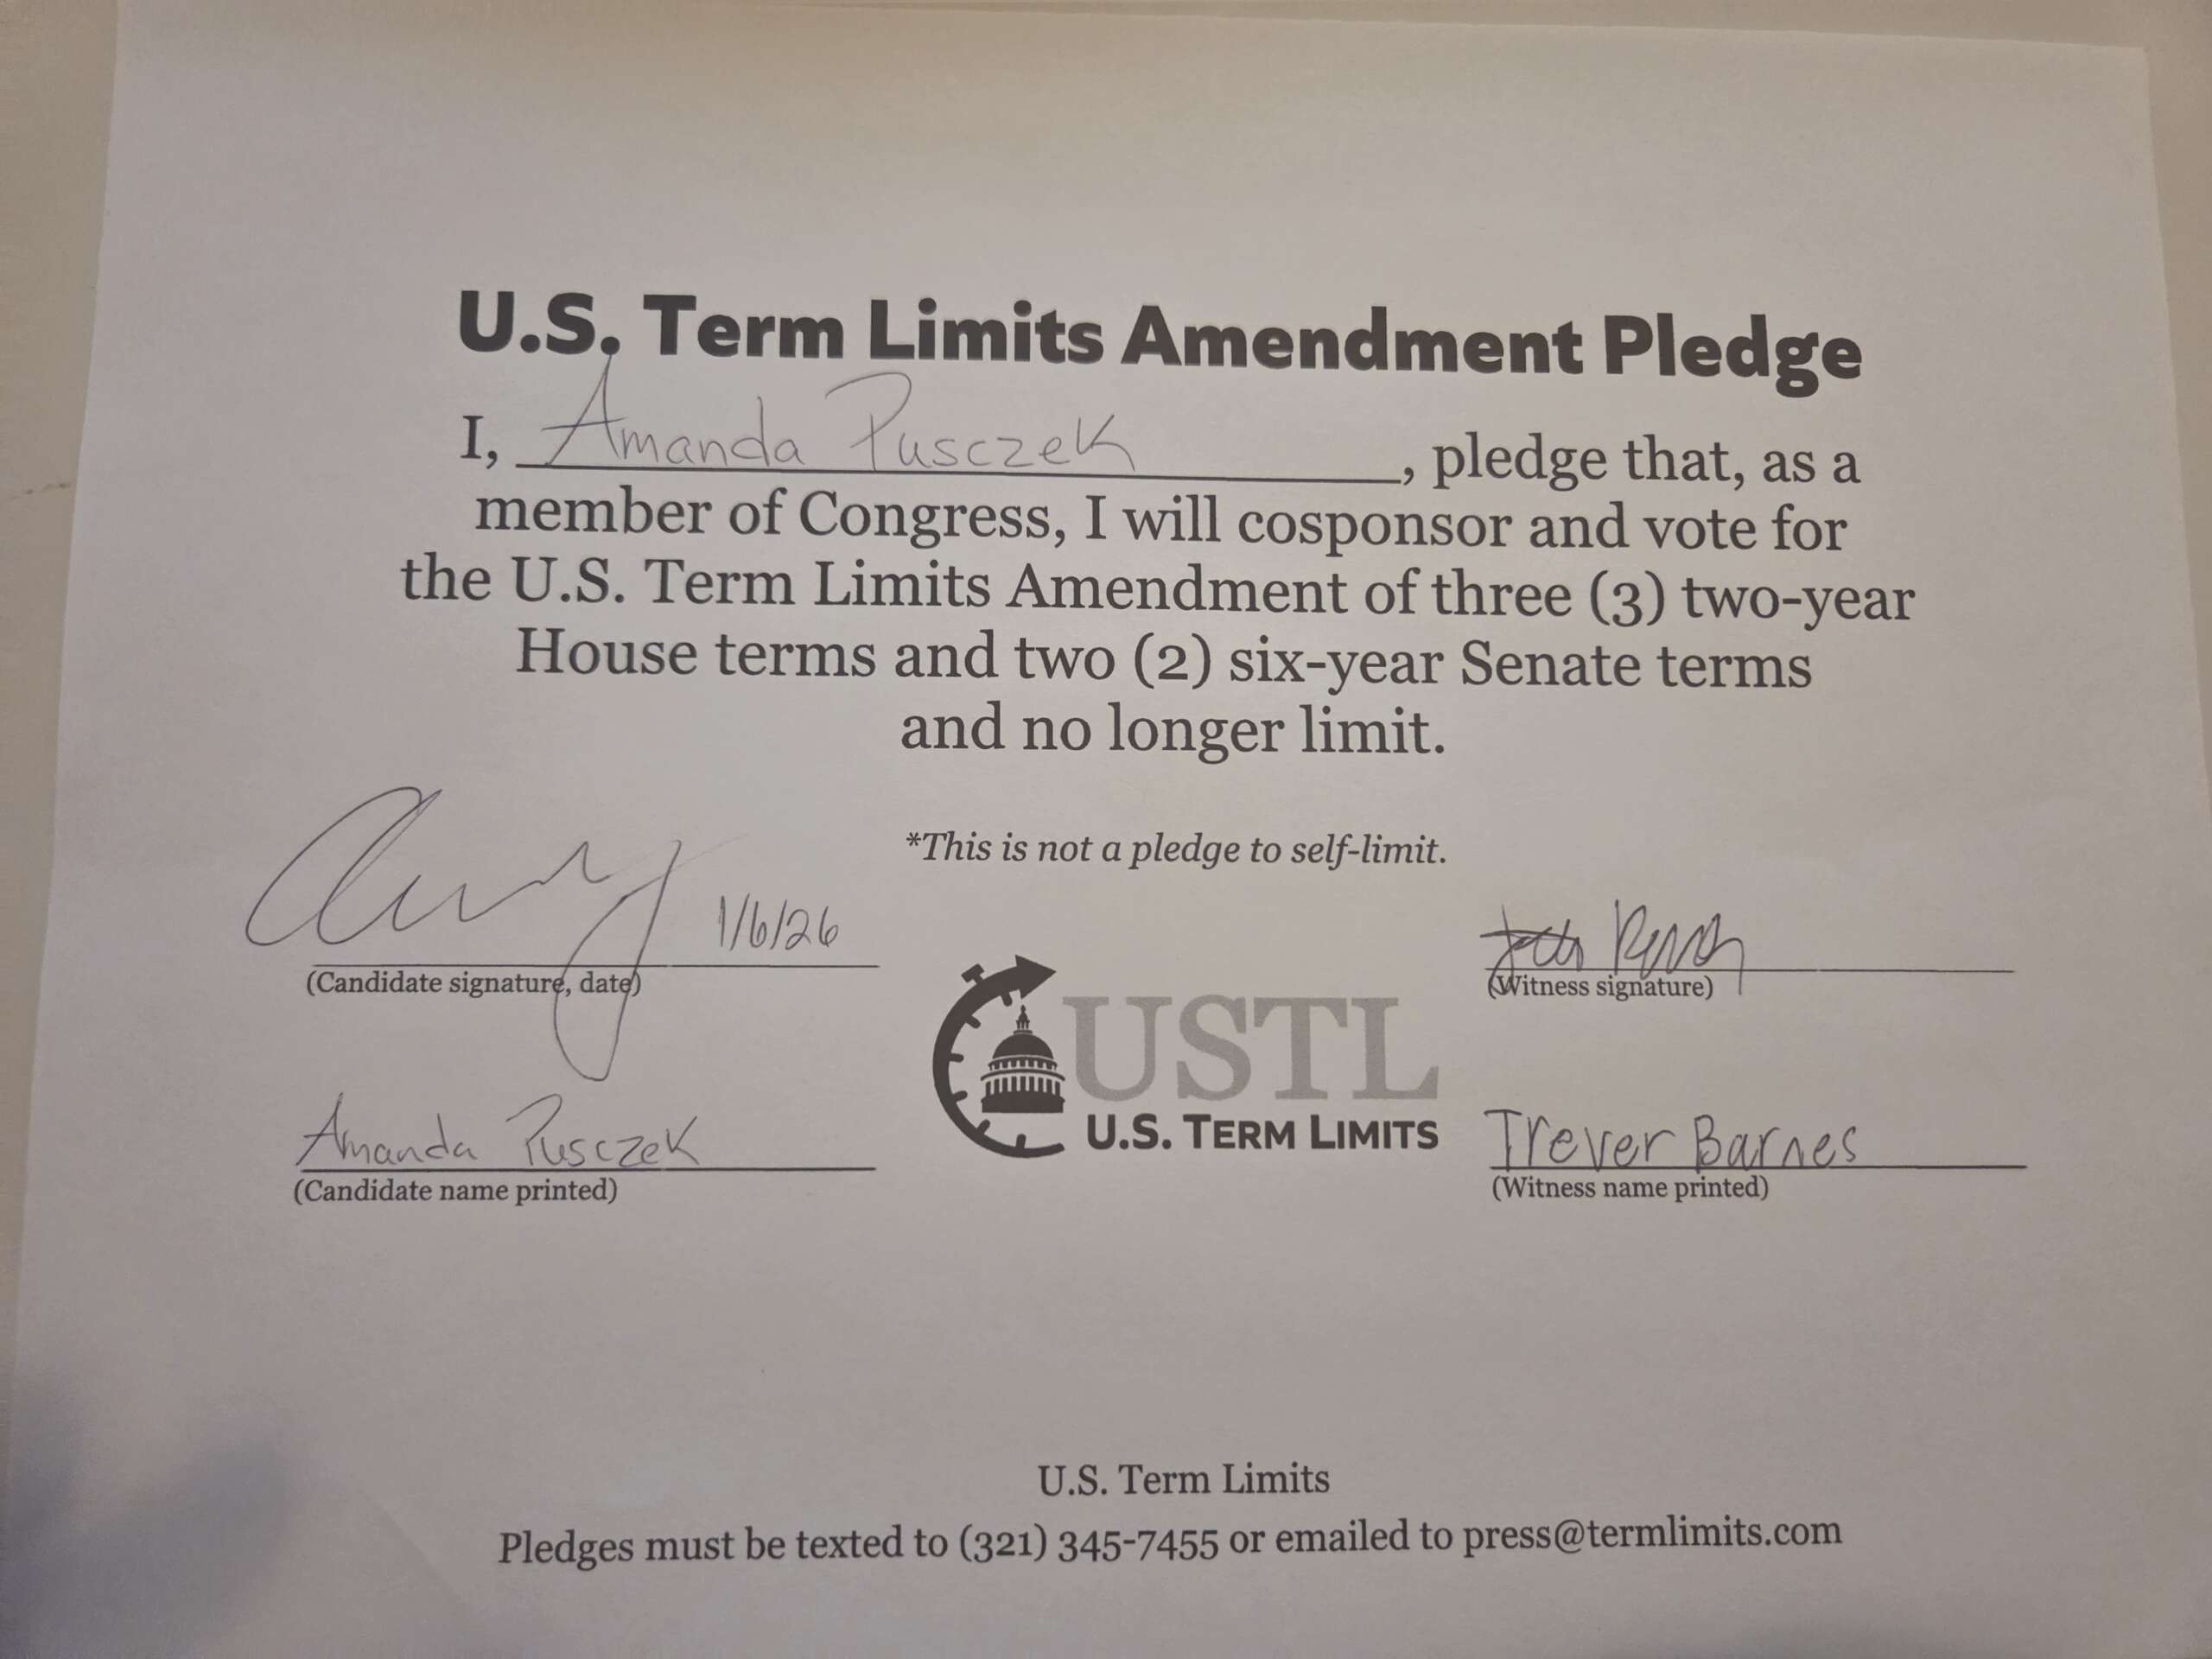 U.S. Term Limits Amendment Pledge
I, Amanda Pusczek, pledge that, as a
member of Congress, I will cosponsor and vote for
the U.S. Term Limits Amendment of three (3) two-year
House terms and two (2) six-year Senate terms
and no longer limit.
*This is not a pledge to self-limit.
1/6/26
(Candidate signature, date)
(Witness signature)
USTL
U.S. TERM LIMITS
Amanda Pusczek
(Candidate name printed)
Trever Barnes
(Witness name printed)
U.S. Term Limits
Pledges must be texted to (321) 345-7455 or emailed to press@termlimits.com